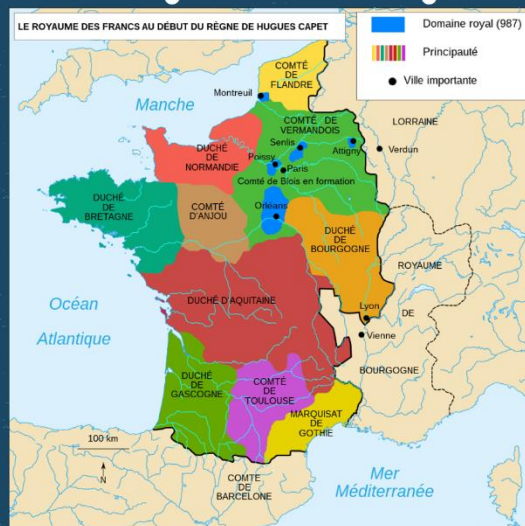 LE ROYAUME DES FRANCS AU DÉBUT DU RÈGNE DE HUGUES CAPET
Domaine royal (987)
Principauté
Ville importante
COMTÉ
DE
FLANDRE
Montreuil
Manche
COMTÉ DE
VERMANDOIS
LORRAINE
Senlis
Attigny
Verdun
DUCHÉ
DE
NORMANDIE
Poissy
Paris
Comté de Blois en formation
DUCHÉ
DE
BRETAGNE
COMTÉ
D'ANJOU
Orléans
DUCHÉ
DE
BOURGOGNE
ROYAUME
DE
BOURGOGNE
Océan
Atlantique
DUCHÉ D'AQUITAINE
Lyon
Vienne
DUCHÉ
DE
GASCOGNE
COMTÉ
DE
TOULOUSE
MARQUISAT
DE
GOTHIE
100 km
N
COMTE
DE
BARCELONE
Mer
Méditerranée